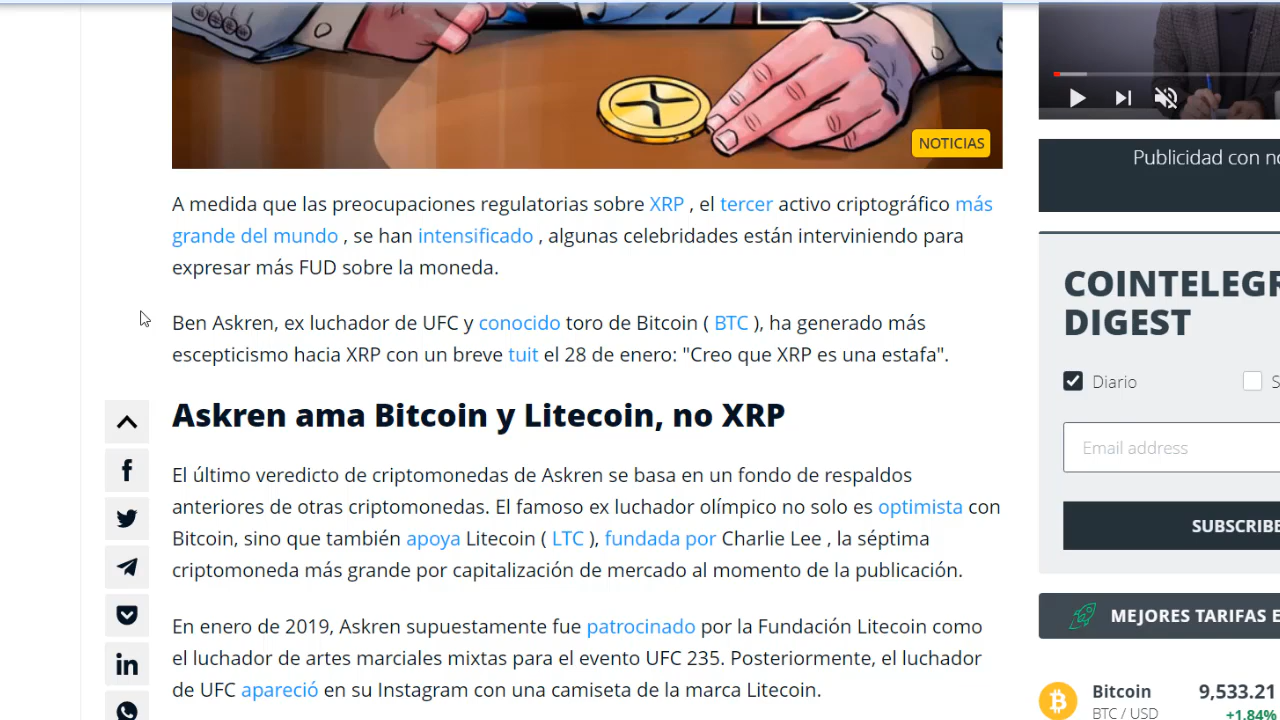 NOTICIAS
A medida que las preocupaciones regulatorias sobre XRP , el tercer activo criptográfico más
grande del mundo , se han intensificado , algunas celebridades están interviniendo para
expresar más FUD sobre la moneda.
Ben Askren, ex luchador de UFC y conocido toro de Bitcoin ( BTC ), ha generado más
escepticismo hacia XRP con un breve tuit el 28 de enero: "Creo que XRP es una estafa".
Askren ama Bitcoin y Litecoin, no XRP
El último veredicto de criptomonedas de Askren se basa en un fondo de respaldos
anteriores de otras criptomonedas. El famoso ex luchador olímpico no solo es optimista con
Bitcoin, sino que también apoya Litecoin ( LTC ), fundada por Charlie Lee , la séptima
criptomoneda más grande por capitalización de mercado al momento de la publicación.
En enero de 2019, Askren supuestamente fue patrocinado por la Fundación Litecoin como
el luchador de artes marciales mixtas para el evento UFC 235. Posteriormente, el luchador
de UFC apareció en su Instagram con una camiseta de la marca Litecoin.
Publicidad con
COINTELEG
DIGEST
Diario
Email address
SUBSCRIBE
MEJORES TARIFAS
Bitcoin 9,533.21
BTC / USD +1.84%